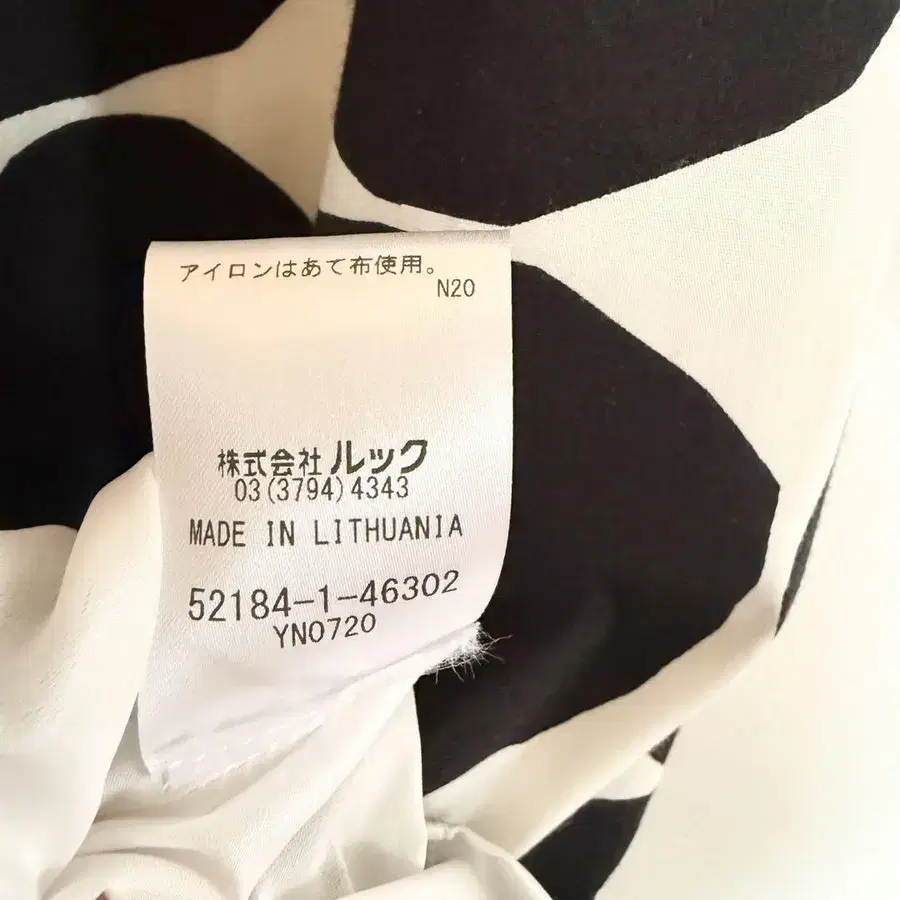 アイロンはあて布使用。
N20
株式会社 ルック
03(3794)4343
MADE IN LITHUANIA
52184-1-46302
YN0720